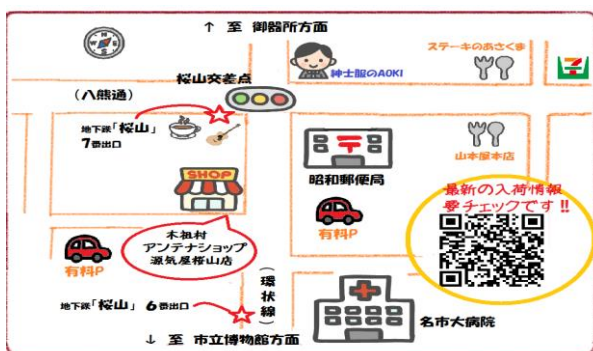 ↑ 至 御器所方面
ステーキのあさくま
紳士服のAOKI
桜山交差点
(八熊通)
地下鉄「桜山」
7番出口
山本屋本店
SHOP
昭和郵便局
最新の入荷情報
要チェックです!!
木祖村
アンテナショップ
源気屋桜山店
有料P
有料P
(環状線)
地下鉄「桜山」 6番出口
名市大病院
↓ 至 市立博物館方面